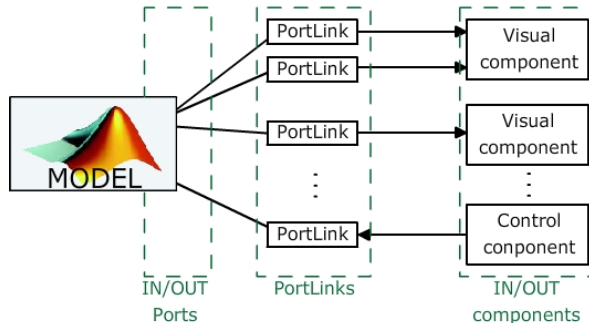 PortLink
PortLink
PortLink
PortLink
Visual
component
Visual
component
Control
component
MODEL
IN/OUT
Ports
PortLinks
IN/OUT
components